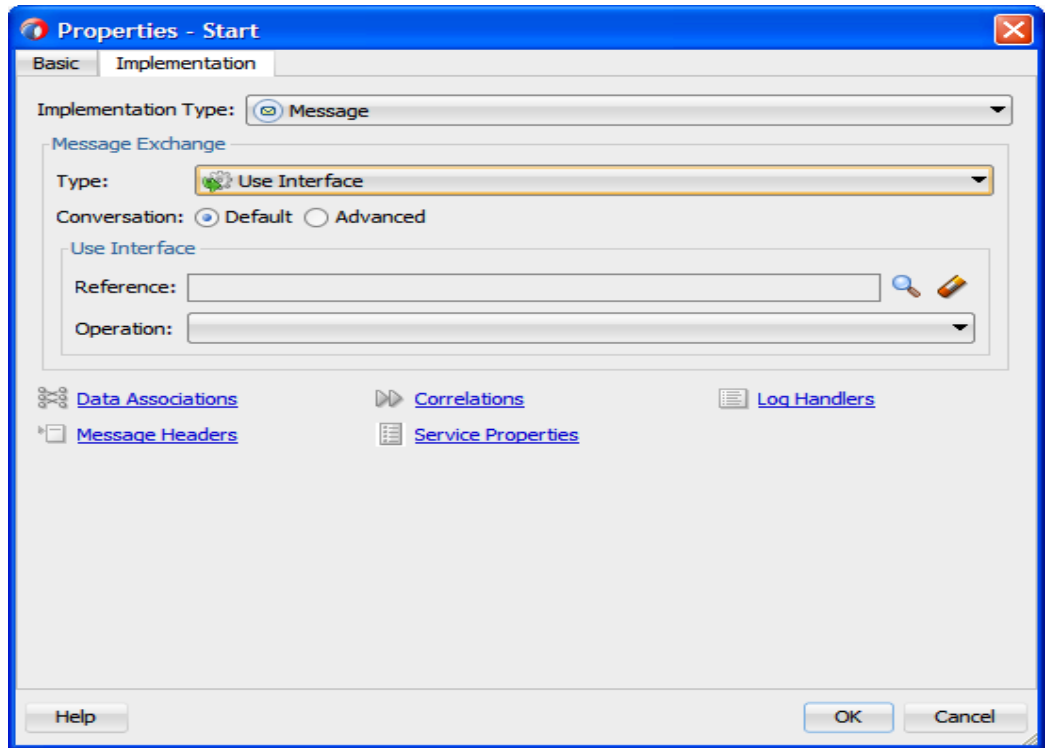 Properties - Start
Basic Implementation
Implementation Type: Message
Message Exchange
Type: Use Interface
Conversation: Default Advanced
Use Interface
Reference:
Operation:
Data Associations Correlations Log Handlers
Message Headers Service Properties
Help OK Cancel